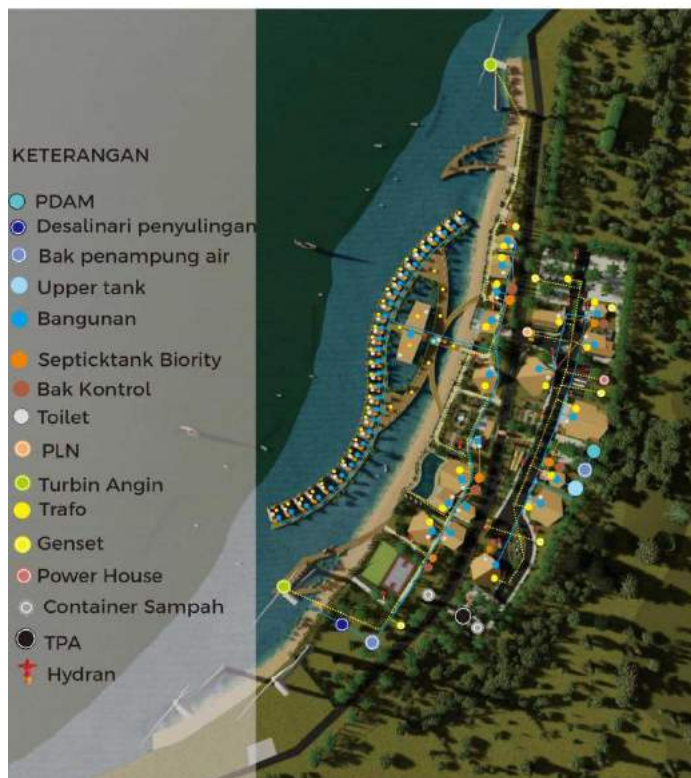 KETERANGAN
PDAM
Desalinari penyulingan
Bak penampung air
Upper tank
Bangunan
Septicktank Biority
Bak Kontrol
Toilet
PLN
Turbin Angin
Trafo
Genset
Power House
Container Sampah
TPA
Hydran